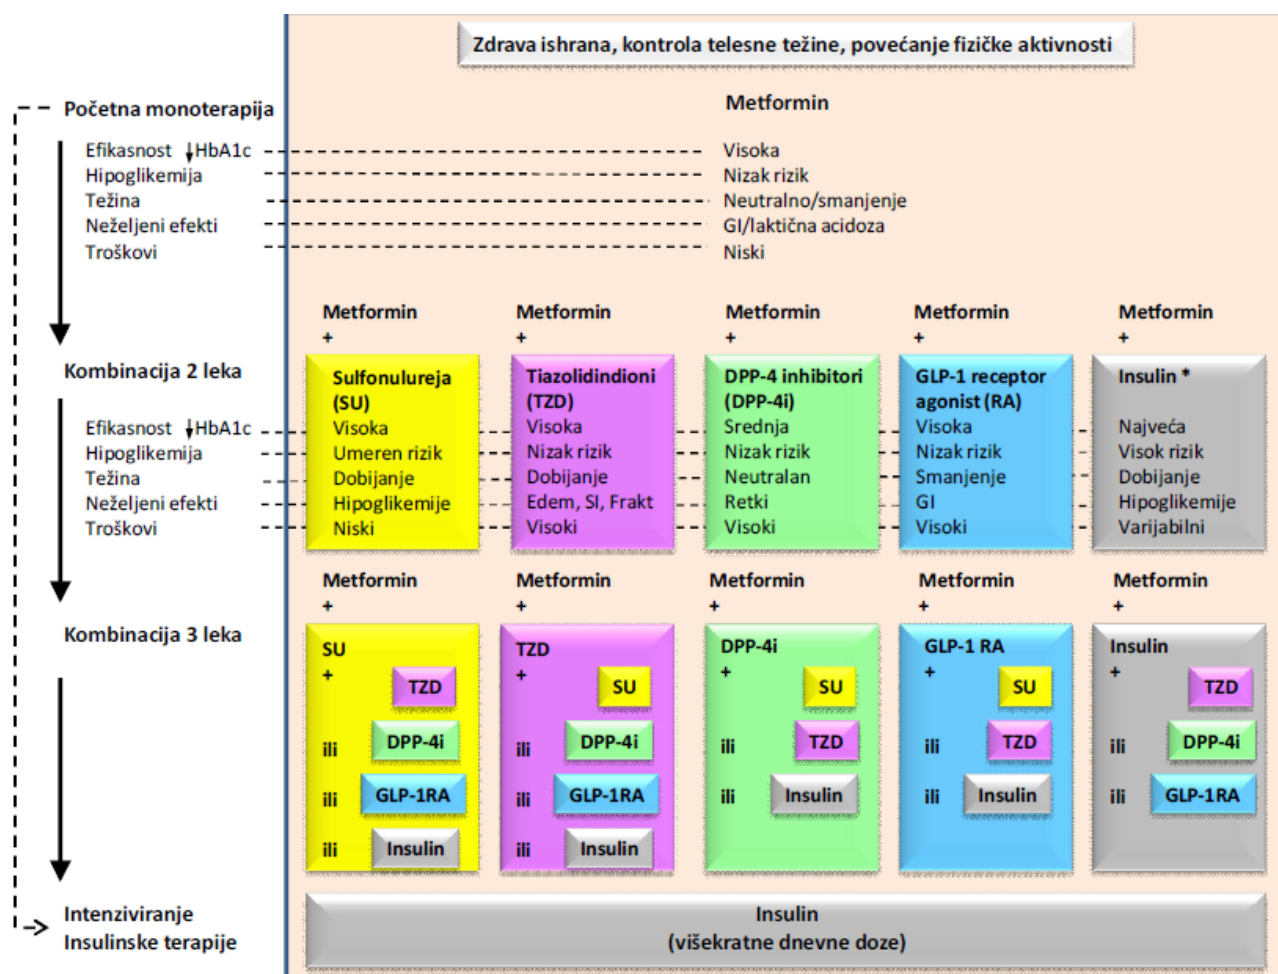 Zdrava ishrana, kontrola telesne težine, povećanje fizičke aktivnosti
Početna monoterapija
Metformin
Efikasnost ↓HbA1c Visoka
Hipoglikemija Nizak rizik
Težina Neutralno/smanjenje
Neželjeni efekti GI/laktična acidoza
Troškovi Niski
Metformin Metformin Metformin Metformin Metformin
+ + + + +
Kombinacija 2 leka
Sulfonulureja (SU)
Tiazolidindioni (TZD)
DPP-4 inhibitori (DPP-4i)
GLP-1 receptor agonist (RA)
Insulin *
Efikasnost ↓HbA1c Visoka Visoka Srednja Visoka Najveća
Hipoglikemija Umeren rizik Nizak rizik Nizak rizik Nizak rizik Visok rizik
Težina Dobijanje Dobijanje Neutralan Smanjenje Dobijanje
Neželjeni efekti Hipoglikemije Edem, SI, Frakt Retki GI Hipoglikemije
Troškovi Niski Visoki Visoki Visoki Varijabilni
Metformin Metformin Metformin Metformin Metformin
+ + + + +
Kombinacija 3 leka
SU TZD DPP-4i GLP-1 RA Insulin
+ TZD + SU + SU + SU + TZD
ili DPP-4i ili DPP-4i ili TZD ili TZD ili DPP-4i
ili GLP-1RA ili GLP-1RA ili Insulin ili Insulin ili GLP-1RA
ili Insulin ili Insulin
Intenziviranje
Insulinske terapije
Insulin
(višekratne dnevne doze)